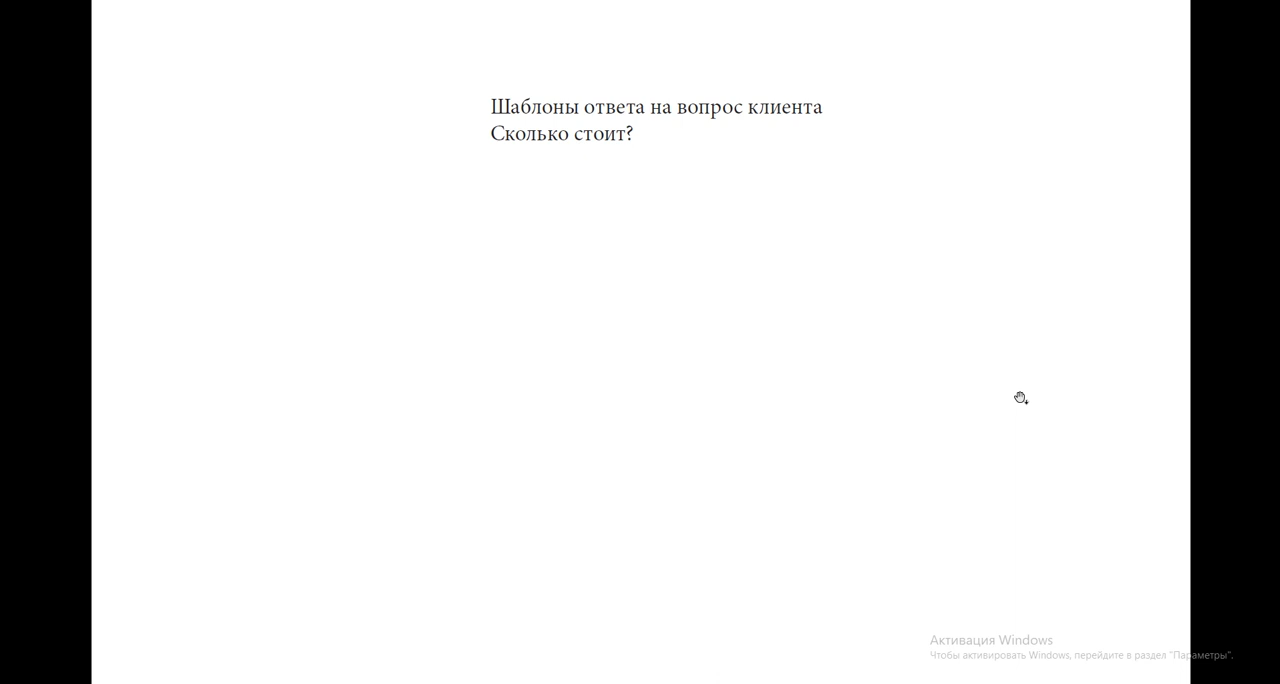 Шаблоны ответа на вопрос клиента
Сколько стоит?
Активация Windows
Чтобы активировать Windows, перейдите в раздел "Параметры".